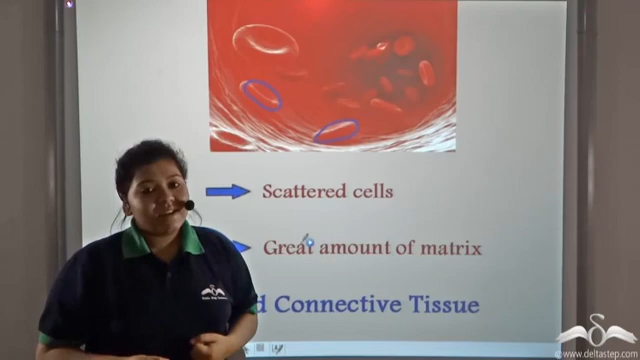 Scattered cells
Great amount of matrix
d Connective Tissue
© www.deltastep.com